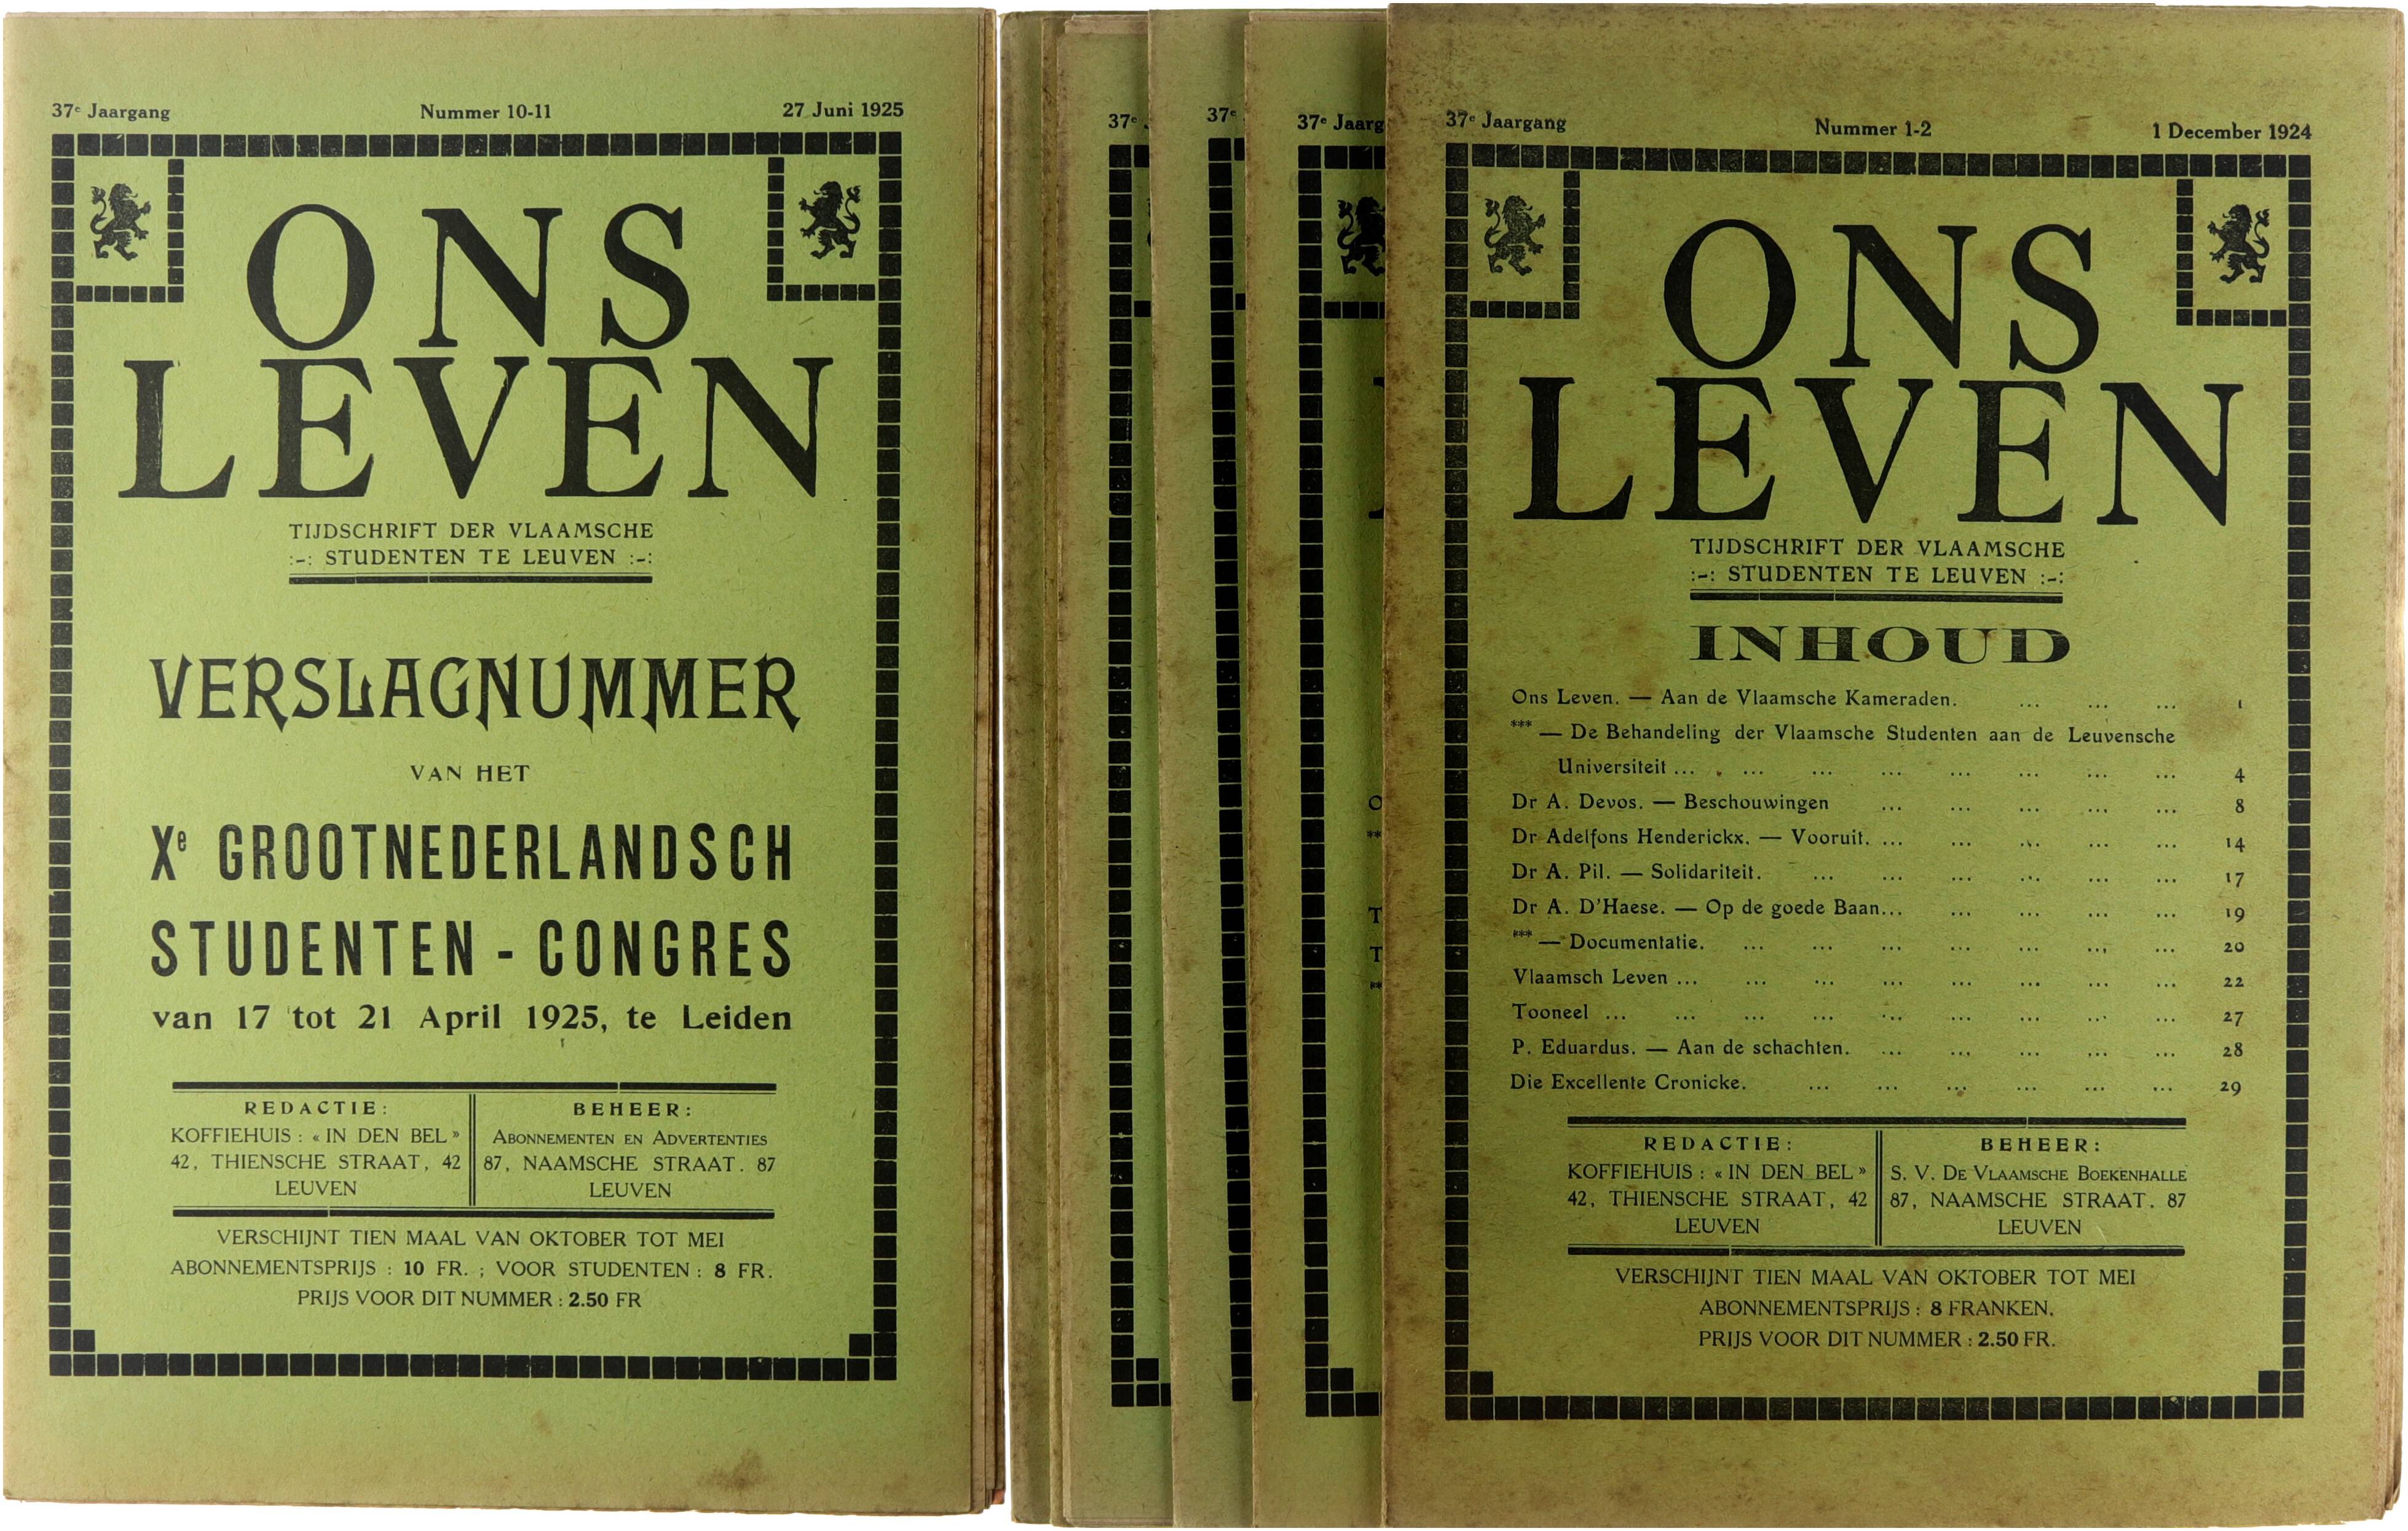 37e Jaargang Nummer 10-11 27 Juni 1925
ONS
LEVEN
TIJDSCHRIFT DER VLAAMSCHE
:-: STUDENTEN TE LEUVEN :-:
VERSLAGNUMMER
VAN HET
Xe GROOTNEDERLANDSCH
STUDENTEN - CONGRES
van 17 tot 21 April 1925, te Leiden
REDACTIE:
KOFFIEHUIS : « IN DEN BEL »
42, THIENSCHE STRAAT, 42
LEUVEN
BEHEER:
ABONNEMENTEN EN ADVERTENTIES
87, NAAMSCHE STRAAT. 87
LEUVEN
VERSCHIJNT TIEN MAAL VAN OKTOBER TOT MEI
ABONNEMENTSPRIJS : 10 FR. ; VOOR STUDENTEN : 8 FR.
PRIJS VOOR DIT NUMMER : 2.50 FR
37e
37e
37e Jaarg
37e Jaargang Nummer 1-2 1 December 1924
ONS
LEVEN
TIJDSCHRIFT DER VLAAMSCHE
:-: STUDENTEN TE LEUVEN :-:
INHOUD
Ons Leven. — Aan de Vlaamsche Kameraden. ... ... ... 1
*** — De Behandeling der Vlaamsche Studenten aan de Leuvensche
Universiteit ... ... ... ... ... ... ... ... 4
Dr A. Devos. — Beschouwingen ... ... ... ... ... 8
Dr Adelfons Henderickx. — Vooruit. ... ... ... ... ... 14
Dr A. Pil. — Solidariteit. ... ... ... ... ... ... 17
Dr A. D'Haese. — Op de goede Baan... ... ... ... ... 19
*** — Documentatie. ... ... ... ... ... ... ... 20
Vlaamsch Leven ... ... ... ... ... ... ... ... 22
Tooneel ... ... ... ... ... ... ... ... ... 27
P. Eduardus. — Aan de schachten. ... ... ... ... ... 28
Die Excellente Cronicke. ... ... ... ... ... ... 29
REDACTIE:
KOFFIEHUIS : « IN DEN BEL »
42, THIENSCHE STRAAT, 42
LEUVEN
BEHEER:
S. V. DE VLAAMSCHE BOEKENHALLE
87, NAAMSCHE STRAAT. 87
LEUVEN
VERSCHIJNT TIEN MAAL VAN OKTOBER TOT MEI
ABONNEMENTSPRIJS : 8 FRANKEN.
PRIJS VOOR DIT NUMMER : 2.50 FR.